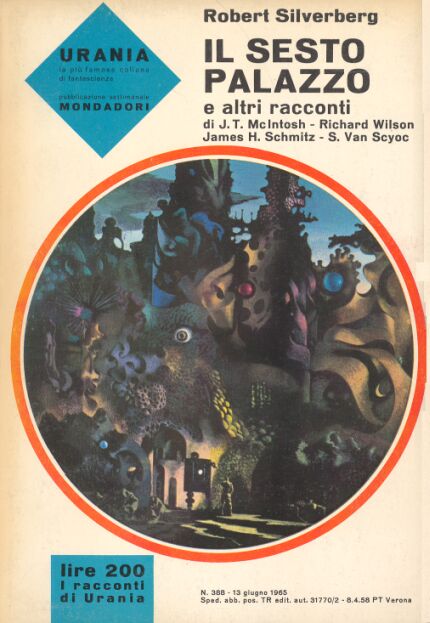 Robert Silverberg
IL SESTO
PALAZZO
e altri racconti
di J. T. McIntosh - Richard Wilson
James H. Schmitz - S. Van Scyoc
URANIA
la più famosa collana
di fantascienza
pubblicazione settimanale
MONDADORI
lire 200
I racconti
di Urania
N. 388 - 13 giugno 1965
Sped. abb. pos. TR edit. aut. 31770/2 - 8.4.58 PT Verona